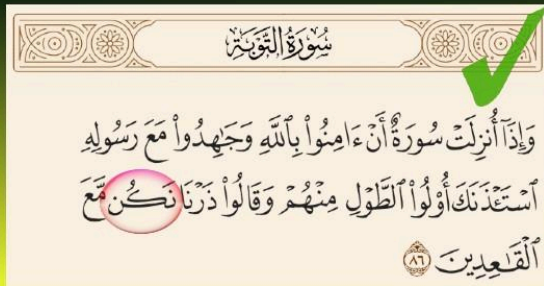 سُورَةُ التَّوْبَةِ
وَإِذَآ أُنزِلَتْ سُورَةٌ أَنْ ءَامِنُوا۟ بِٱللَّهِ وَجَٰهِدُوا۟ مَعَ رَسُولِهِ
ٱسْتَـْٔذَنَكَ أُو۟لُوا۟ ٱلطَّوْلِ مِنْهُمْ وَقَالُوا۟ ذَرْنَا نَكُن مَّعَ
ٱلْقَٰعِدِينَ ٨٦